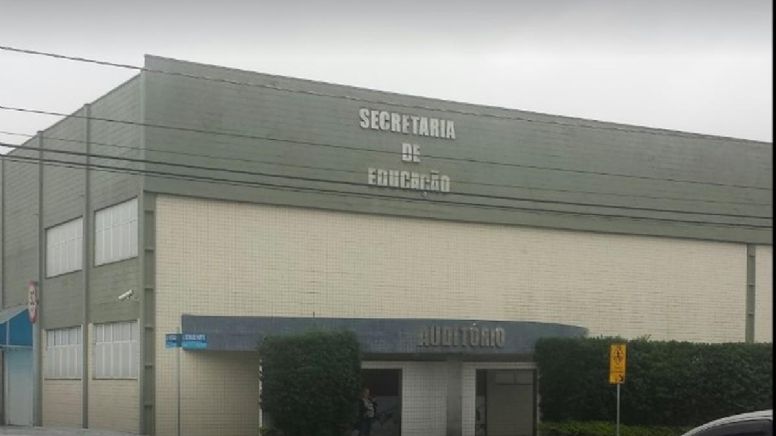 SECRETARIA
DE
EDUCAÇÃO
AUDITÓRIO